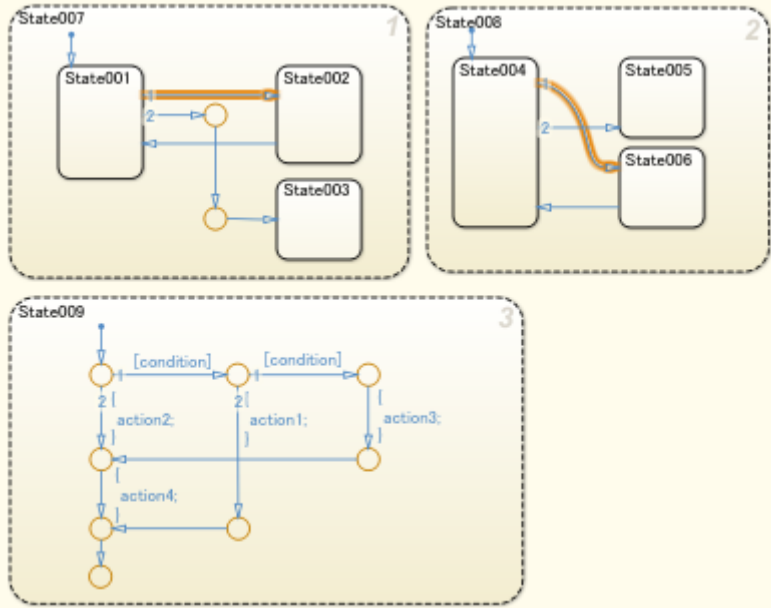 State007
1
State001
State002
1
2
State003
State008
2
State004
State005
1
2
State006
State009
3
[condition]
[condition]
1
1
2 {
action2;
}
2 {
action1;
}
{
action3;
}
{
action4;
}